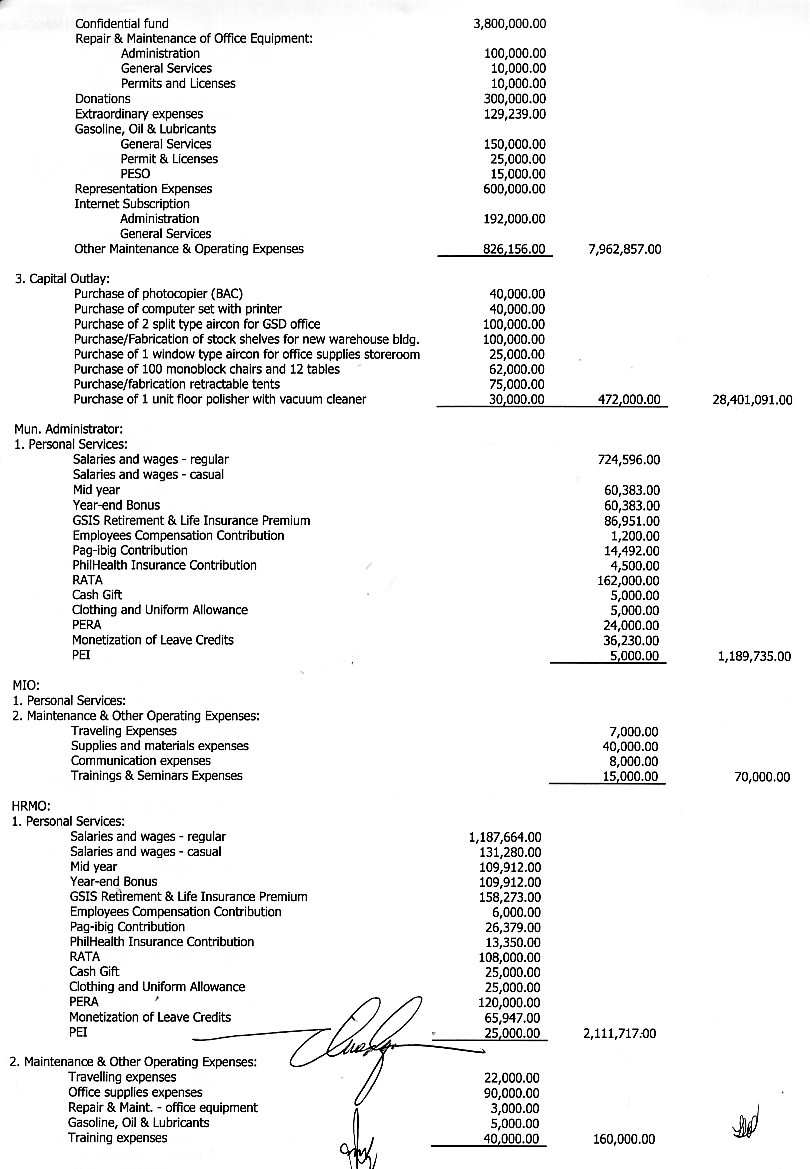 Confidential fund 3,800,000.00
Repair & Maintenance of Office Equipment:
Administration 100,000.00
General Services 10,000.00
Permits and Licenses 10,000.00
Donations 300,000.00
Extraordinary expenses 129,239.00
Gasoline, Oil & Lubricants
General Services 150,000.00
Permit & Licenses 25,000.00
PESO 15,000.00
Representation Expenses 600,000.00
Internet Subscription
Administration 192,000.00
General Services
Other Maintenance & Operating Expenses 826,156.00 7,962,857.00
3. Capital Outlay:
Purchase of photocopier (BAC) 40,000.00
Purchase of computer set with printer 40,000.00
Purchase of 2 split type aircon for GSD office 100,000.00
Purchase/Fabrication of stock shelves for new warehouse bldg. 100,000.00
Purchase of 1 window type aircon for office supplies storeroom 25,000.00
Purchase of 100 monoblock chairs and 12 tables 62,000.00
Purchase/fabrication retractable tents 75,000.00
Purchase of 1 unit floor polisher with vacuum cleaner 30,000.00 472,000.00 28,401,091.00
Mun. Administrator:
1. Personal Services:
Salaries and wages - regular 724,596.00
Salaries and wages - casual
Mid year 60,383.00
Year-end Bonus 60,383.00
GSIS Retirement & Life Insurance Premium 86,951.00
Employees Compensation Contribution 1,200.00
Pag-ibig Contribution 14,492.00
PhilHealth Insurance Contribution 4,500.00
RATA 162,000.00
Cash Gift 5,000.00
Clothing and Uniform Allowance 5,000.00
PERA 24,000.00
Monetization of Leave Credits 36,230.00
PEI 5,000.00 1,189,735.00
MIO:
1. Personal Services:
2. Maintenance & Other Operating Expenses:
Traveling Expenses 7,000.00
Supplies and materials expenses 40,000.00
Communication expenses 8,000.00
Trainings & Seminars Expenses 15,000.00 70,000.00
HRMO:
1. Personal Services:
Salaries and wages - regular 1,187,664.00
Salaries and wages - casual 131,280.00
Mid year 109,912.00
Year-end Bonus 109,912.00
GSIS Retirement & Life Insurance Premium 158,273.00
Employees Compensation Contribution 6,000.00
Pag-ibig Contribution 26,379.00
PhilHealth Insurance Contribution 13,350.00
RATA 108,000.00
Cash Gift 25,000.00
Clothing and Uniform Allowance 25,000.00
PERA 120,000.00
Monetization of Leave Credits 65,947.00
PEI 25,000.00 2,111,717.00
2. Maintenance & Other Operating Expenses:
Travelling expenses 22,000.00
Office supplies expenses 90,000.00
Repair & Maint. - office equipment 3,000.00
Gasoline, Oil & Lubricants 5,000.00
Training expenses 40,000.00 160,000.00